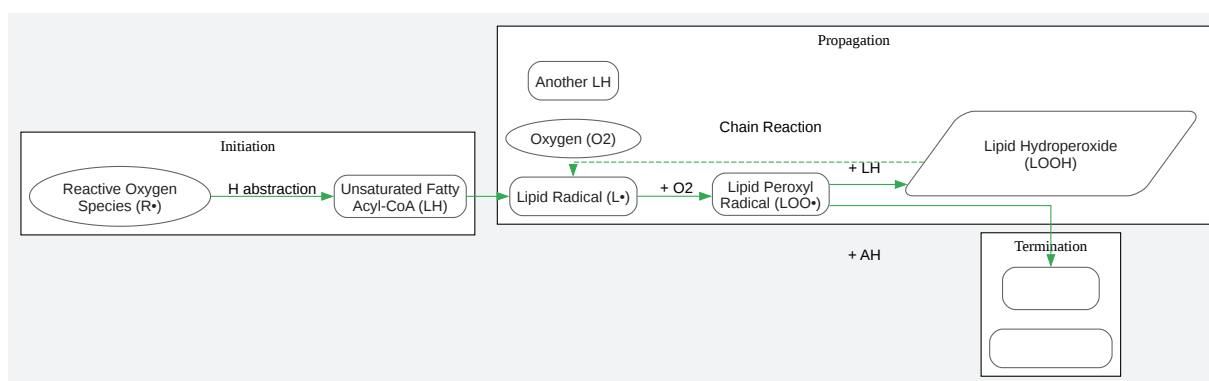 Initiation
Reactive Oxygen
Species (R•)
H abstraction
Unsaturated Fatty
Acyl-CoA (LH)
Propagation
Another LH
Oxygen (O2)
Chain Reaction
Lipid Radical (L•)
+ O2
Lipid Peroxyl
Radical (LOO•)
+ LH
Lipid Hydroperoxide
(LOOH)
+ AH
Termination